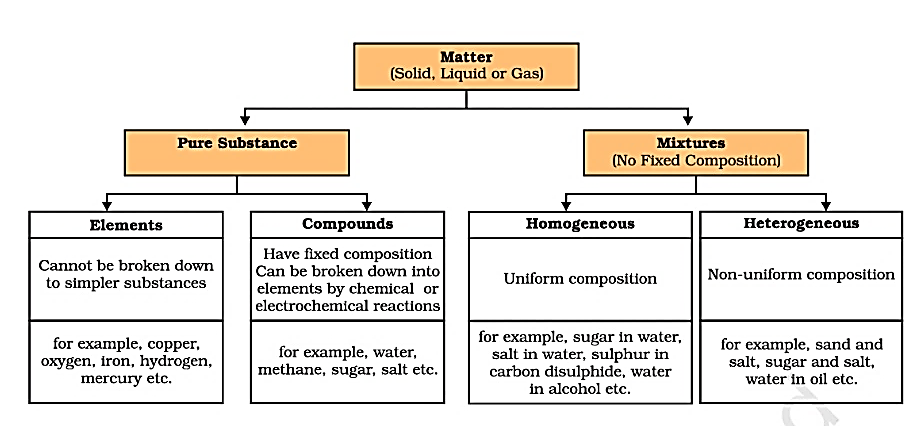 Matter
(Solid, Liquid or Gas)
Pure Substance
Mixtures
(No Fixed Composition)
Elements
Cannot be broken down
to simpler substances
for example, copper,
oxygen, iron, hydrogen,
mercury etc.
Compounds
Have fixed composition
Can be broken down into
elements by chemical or
electrochemical reactions
for example, water,
methane, sugar, salt etc.
Homogeneous
Uniform composition
for example, sugar in water,
salt in water, sulphur in
carbon disulphide, water
in alcohol etc.
Heterogeneous
Non-uniform composition
for example, sand and
salt, sugar and salt,
water in oil etc.